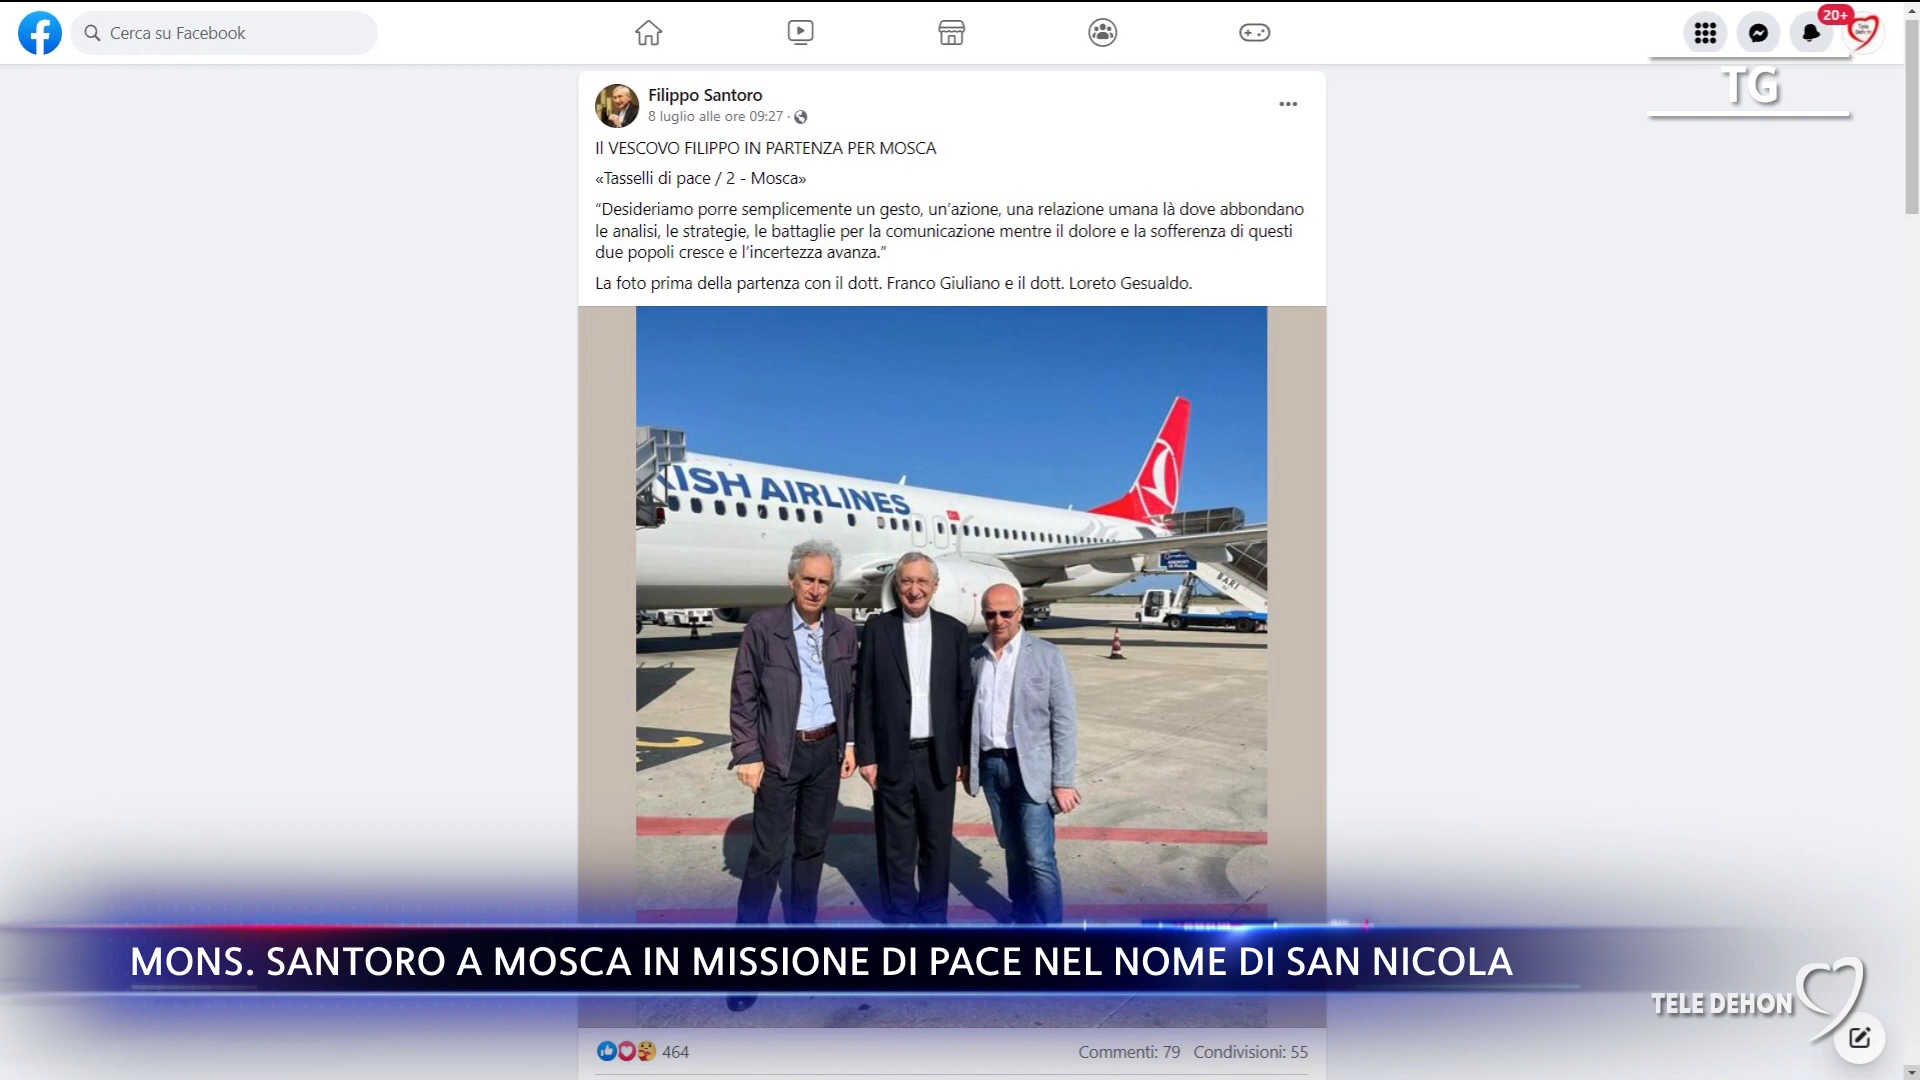 Cerca su Facebook
20+
TG
Filippo Santoro
8 luglio alle ore 09:27 ·
Il VESCOVO FILIPPO IN PARTENZA PER MOSCA
«Tasselli di pace / 2 - Mosca»
“Desideriamo porre semplicemente un gesto, un’azione, una relazione umana là dove abbondano
le analisi, le strategie, le battaglie per la comunicazione mentre il dolore e la sofferenza di questi
due popoli cresce e l’incertezza avanza.”
La foto prima della partenza con il dott. Franco Giuliano e il dott. Loreto Gesualdo.
ISH AIRLINES
BARI
MONS. SANTORO A MOSCA IN MISSIONE DI PACE NEL NOME DI SAN NICOLA
TELE DEHON
464
Commenti: 79 Condivisioni: 55